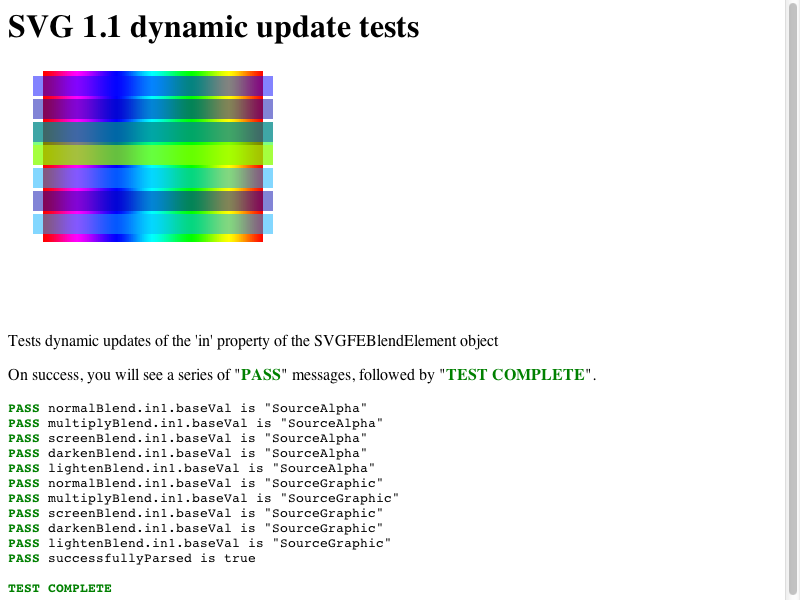 SVG 1.1 dynamic update tests
Tests dynamic updates of the 'in' property of the SVGFEBlendElement object
On success, you will see a series of "PASS" messages, followed by "TEST COMPLETE".
PASS normalBlend.in1.baseVal is "SourceAlpha"
PASS multiplyBlend.in1.baseVal is "SourceAlpha"
PASS screenBlend.in1.baseVal is "SourceAlpha"
PASS darkenBlend.in1.baseVal is "SourceAlpha"
PASS lightenBlend.in1.baseVal is "SourceAlpha"
PASS normalBlend.in1.baseVal is "SourceGraphic"
PASS multiplyBlend.in1.baseVal is "SourceGraphic"
PASS screenBlend.in1.baseVal is "SourceGraphic"
PASS darkenBlend.in1.baseVal is "SourceGraphic"
PASS lightenBlend.in1.baseVal is "SourceGraphic"
PASS successfullyParsed is true
TEST COMPLETE